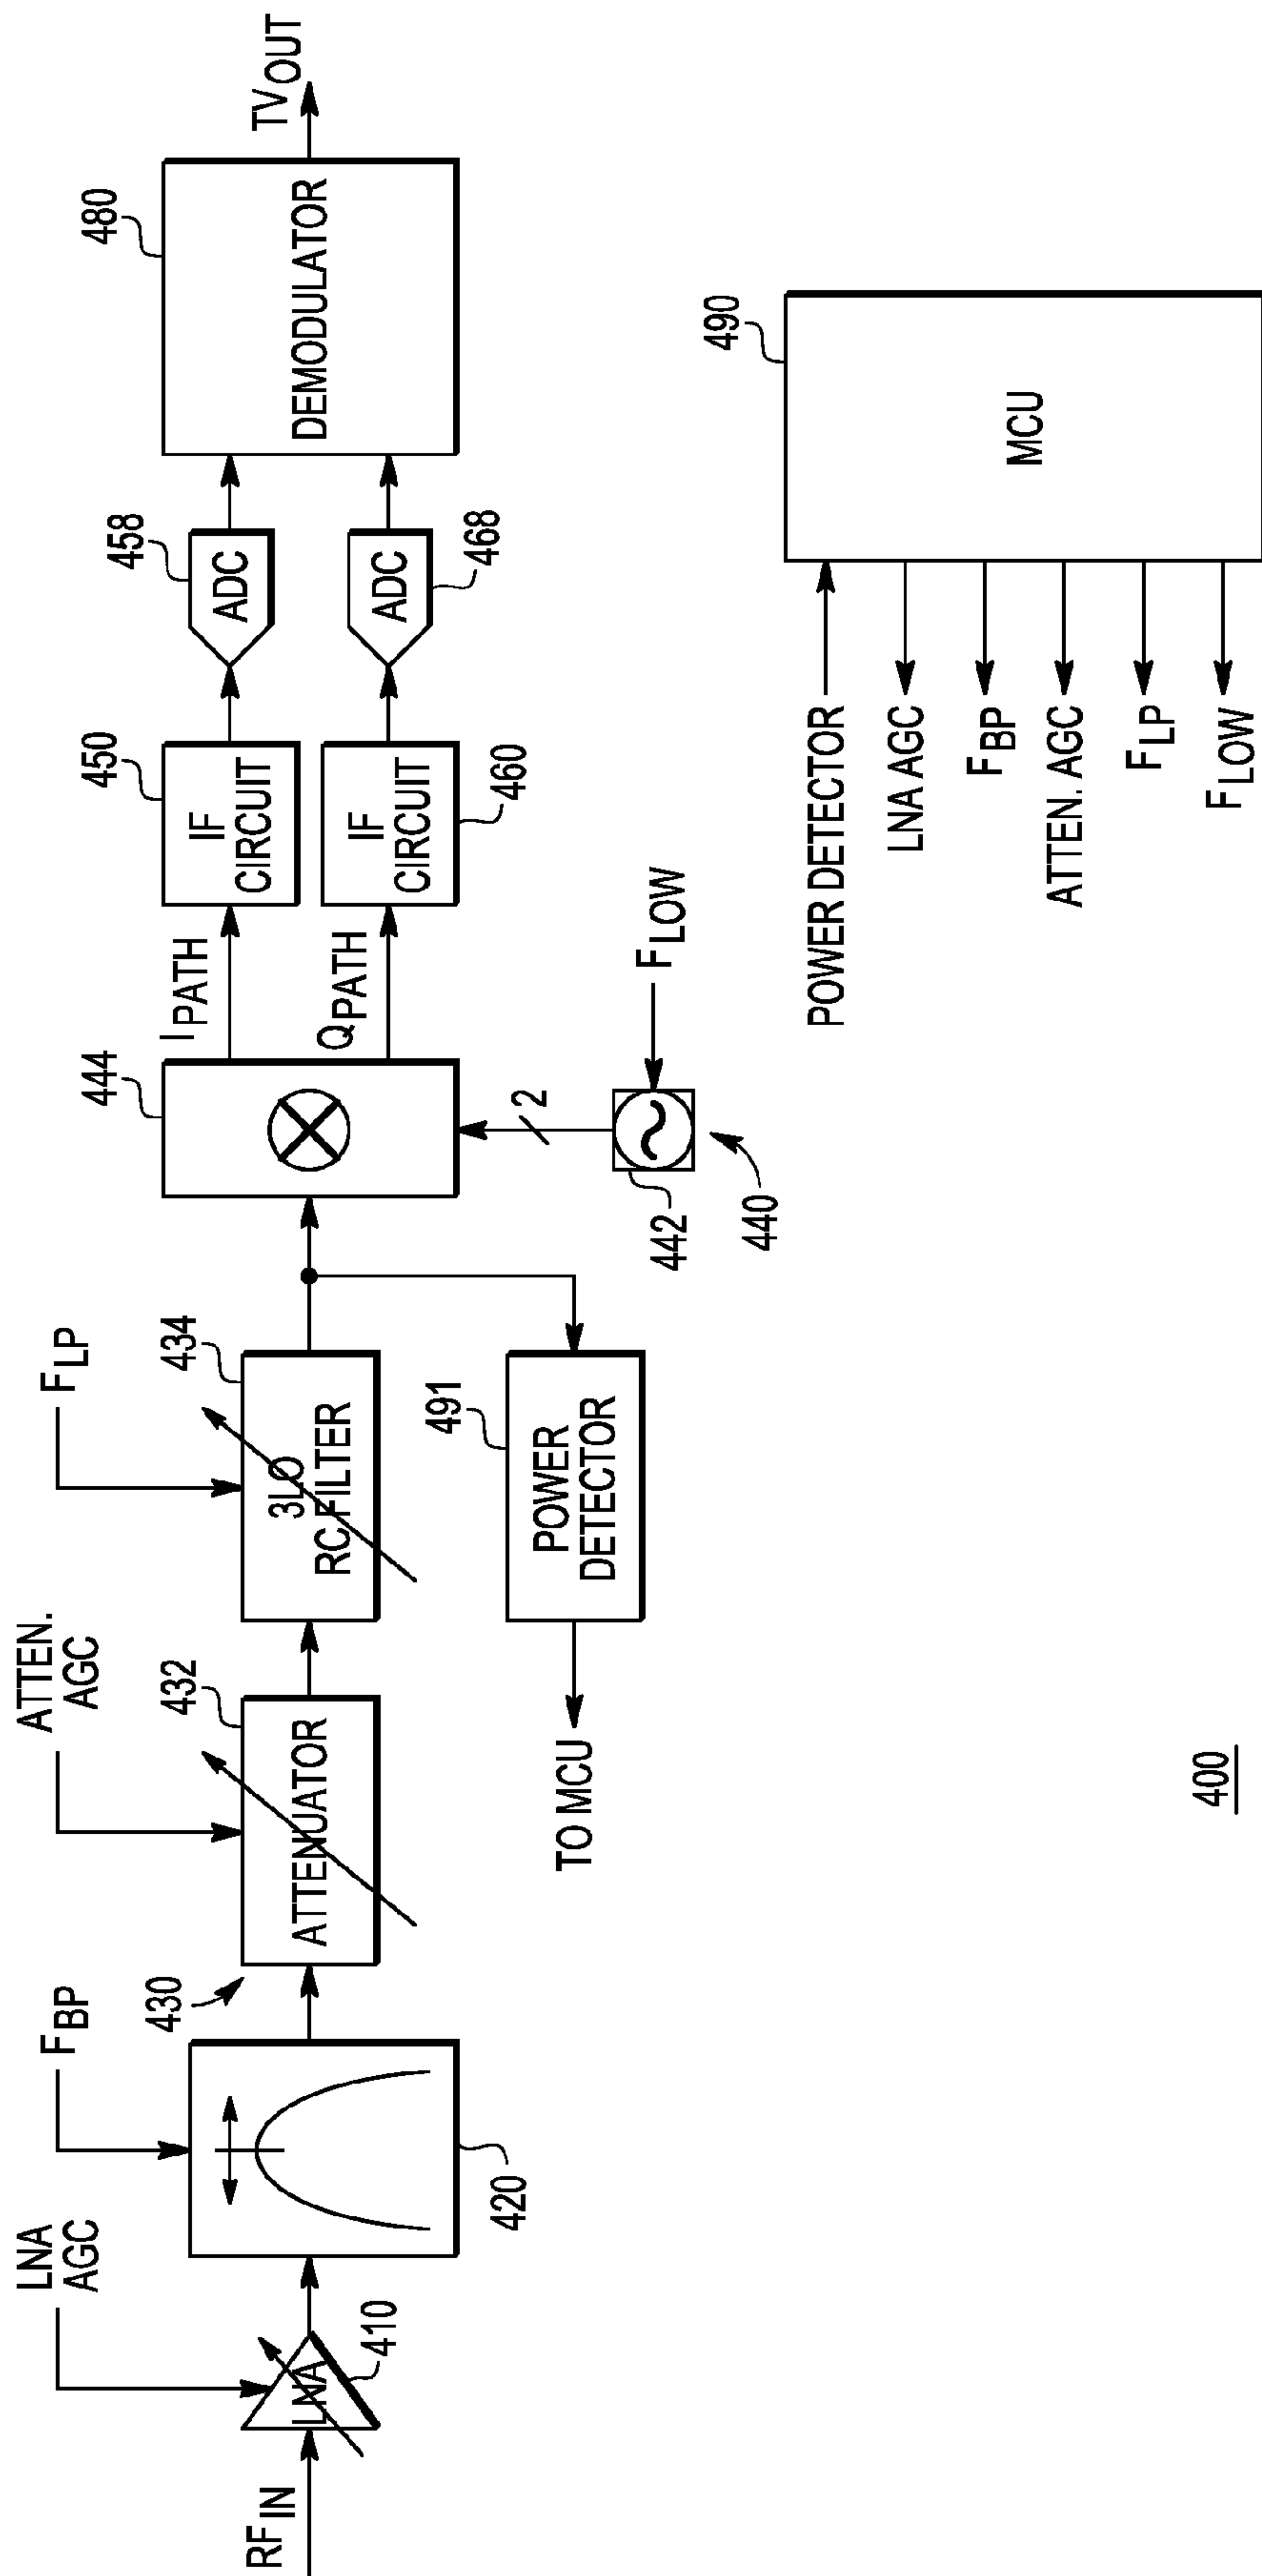 LNA
AGC
F BP
ATTEN.
AGC
F LP
RF IN
LNA
410
420
430
ATTENUATOR
432
3LO
RC FILTER
434
444
I PATH
Q PATH
IF
CIRCUIT
450
IF
CIRCUIT
460
ADC
458
ADC
468
DEMODULATOR
480
TV OUT
TO MCU
POWER
DETECTOR
491
2
442
440
F LOW
POWER DETECTOR
LNA AGC
F BP
ATTEN. AGC
F LP
F LOW
MCU
490
400